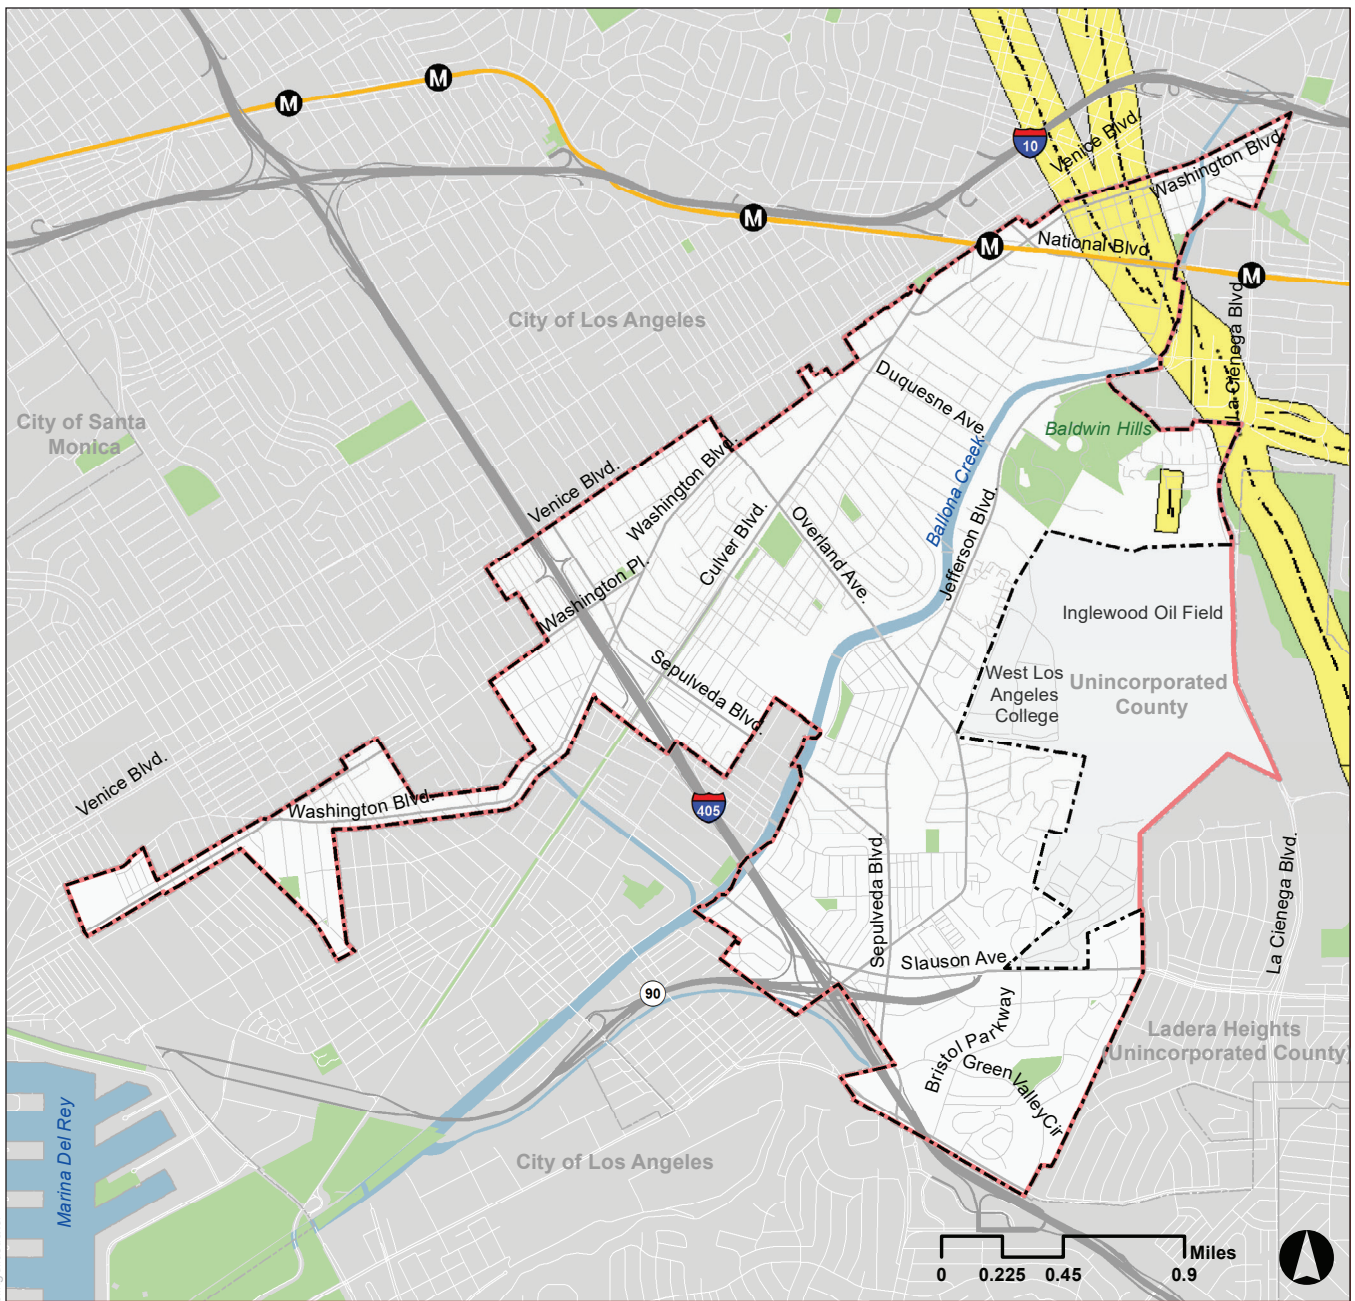 M
M
10
Venice Blvd.
Washington Blvd.
M
M
National Blvd
M
La Cienega Blvd.
City of Los Angeles
Duquesne Ave.
City of Santa
Monica
Baldwin Hills
Ballona Creek
Venice Blvd.
Washington Blvd.
Culver Blvd.
Overland Ave.
Jefferson Blvd.
Washington Pl.
Inglewood Oil Field
Sepulveda Blvd.
West Los
Angeles
College
Unincorporated
County
Venice Blvd.
Washington Blvd.
405
Sepulveda Blvd.
La Cienega Blvd.
Slauson Ave
90
Bristol Parkway
Ladera Heights
(Unincorporated County)
Green Valley Cir
Marina Del Rey
City of Los Angeles
Miles
0 0.225 0.45 0.9